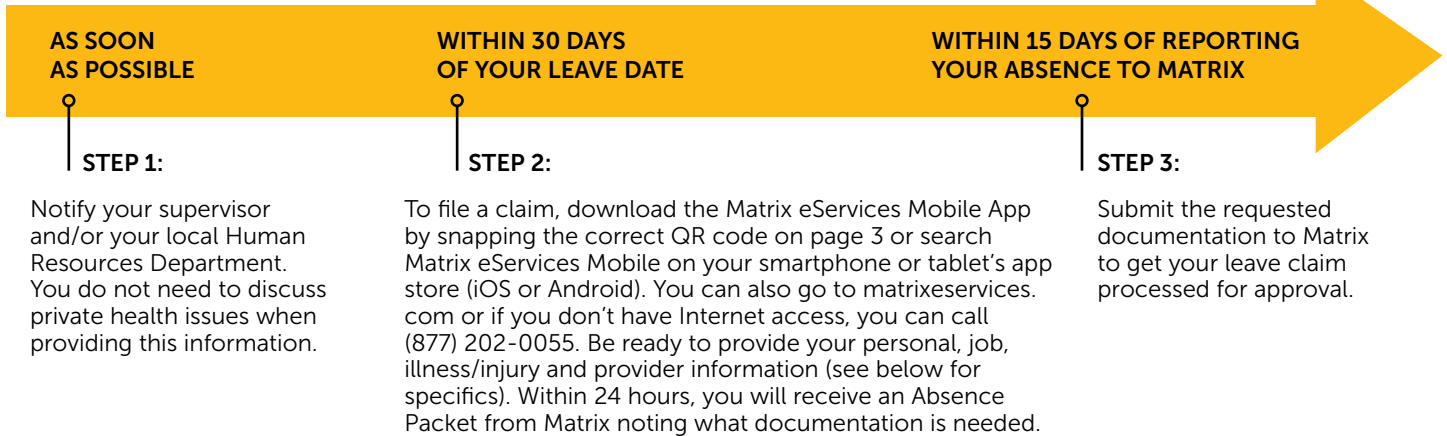 AS SOON
AS POSSIBLE
WITHIN 30 DAYS
OF YOUR LEAVE DATE
WITHIN 15 DAYS OF REPORTING
YOUR ABSENCE TO MATRIX
STEP 1:
Notify your supervisor
and/or your local Human
Resources Department.
You do not need to discuss
private health issues when
providing this information.
STEP 2:
To file a claim, download the Matrix eServices Mobile App
by snapping the correct QR code on page 3 or search
Matrix eServices Mobile on your smartphone or tablet’s app
store (iOS or Android). You can also go to matrixeservices.
com or if you don’t have Internet access, you can call
(877) 202-0055. Be ready to provide your personal, job,
illness/injury and provider information (see below for
specifics). Within 24 hours, you will receive an Absence
Packet from Matrix noting what documentation is needed.
STEP 3:
Submit the requested
documentation to Matrix
to get your leave claim
processed for approval.